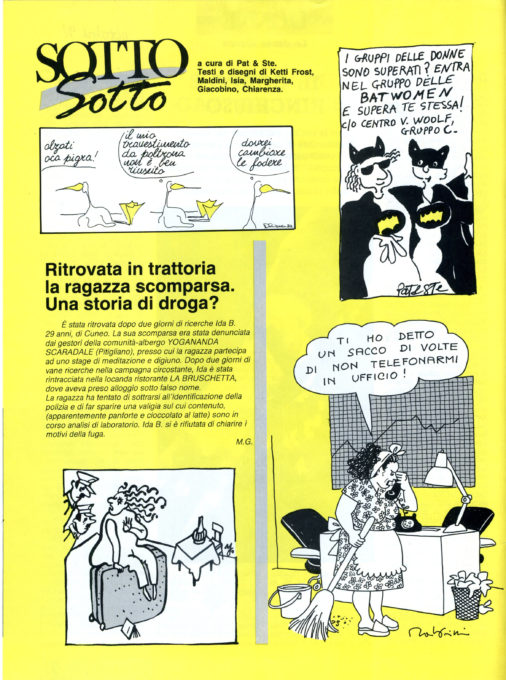 SOTTO
Sotto
a cura di Pat & Ste.
Testi e disegni di Ketti Frost,
Maldini, Isia, Margherita,
Giacobino, Chiarenza.
alzati
oca pigra!
il mio
travestimento
da poltrona
non è ben
riuscito
dovrei
cambiare
le fodere
I GRUPPI DELLE DONNE
SONO SUPERATI? ENTRA
NEL GRUPPO DELLE
BATWOMEN
E SUPERA TE STESSA!
c/o CENTRO V. WOOLF,
GRUPPO C.
Pat e Ste
Ritrovata in trattoria
la ragazza scomparsa.
Una storia di droga?
È stata ritrovata dopo due giorni di ricerche Ida B.
29 anni, di Cuneo. La sua scomparsa era stata denunciata
dai gestori della comunità-albergo YOGANANDA
SCARADALE (Pitigliano), presso cui la ragazza partecipa
ad uno stage di meditazione e digiuno. Dopo due giorni di
vane ricerche nella campagna circostante, Ida è stata
rintracciata nella locanda ristorante LA BRUSCHETTA,
dove aveva preso alloggio sotto falso nome.
La ragazza ha tentato di sottrarsi all'identificazione della
polizia e di far sparire una valigia sul cui contenuto,
(apparentemente panforte e cioccolato al latte) sono in
corso analisi di laboratorio. Ida B. si è rifiutata di chiarire i
motivi della fuga.
M.G.
TI HO DETTO
UN SACCO DI VOLTE
DI NON TELEFONARMI
IN UFFICIO!